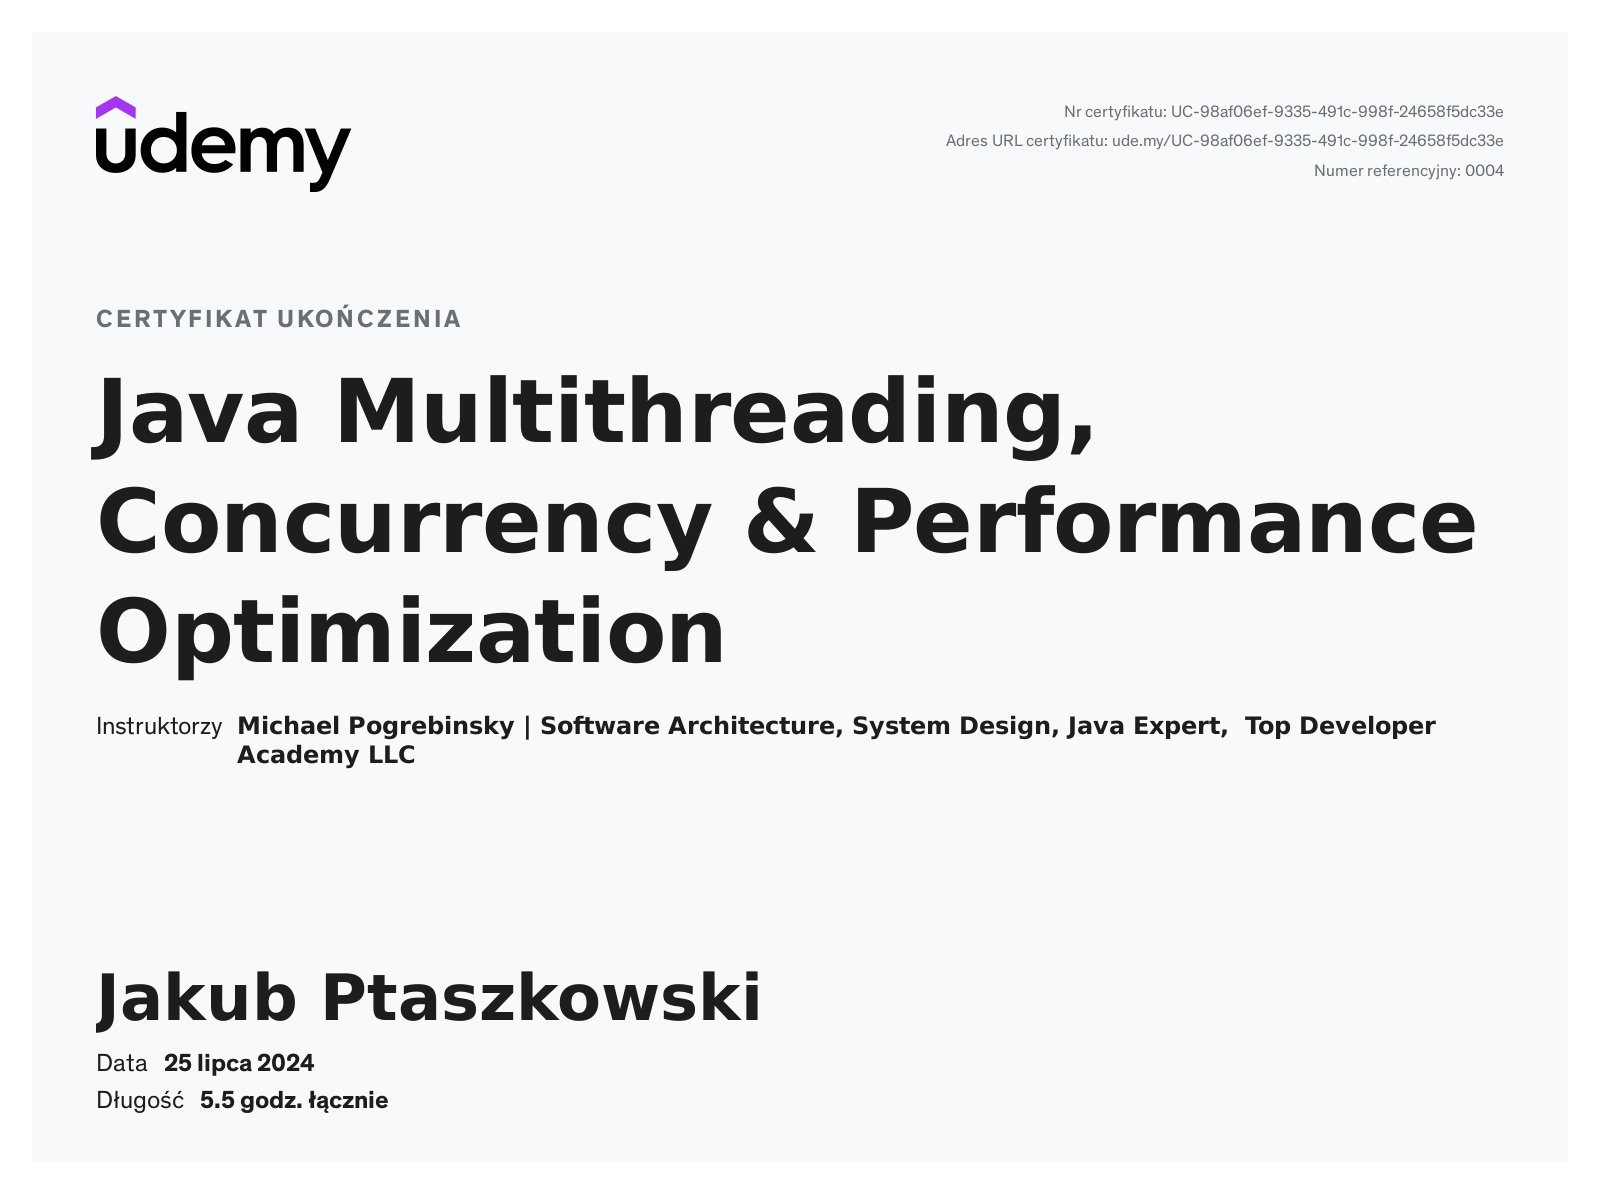 udemy
Nr certyfikatu: UC-98af06ef-9335-491c-998f-24658f5dc33e
Adres URL certyfikatu: ude.my/UC-98af06ef-9335-491c-998f-24658f5dc33e
Numer referencyjny: 0004
CERTYFIKAT UKOŃCZENIA
Java Multithreading,
Concurrency & Performance
Optimization
Instruktorzy Michael Pogrebinsky | Software Architecture, System Design, Java Expert, Top Developer
Academy LLC
Jakub Ptaszkowski
Data 25 lipca 2024
Długość 5.5 godz. łącznie